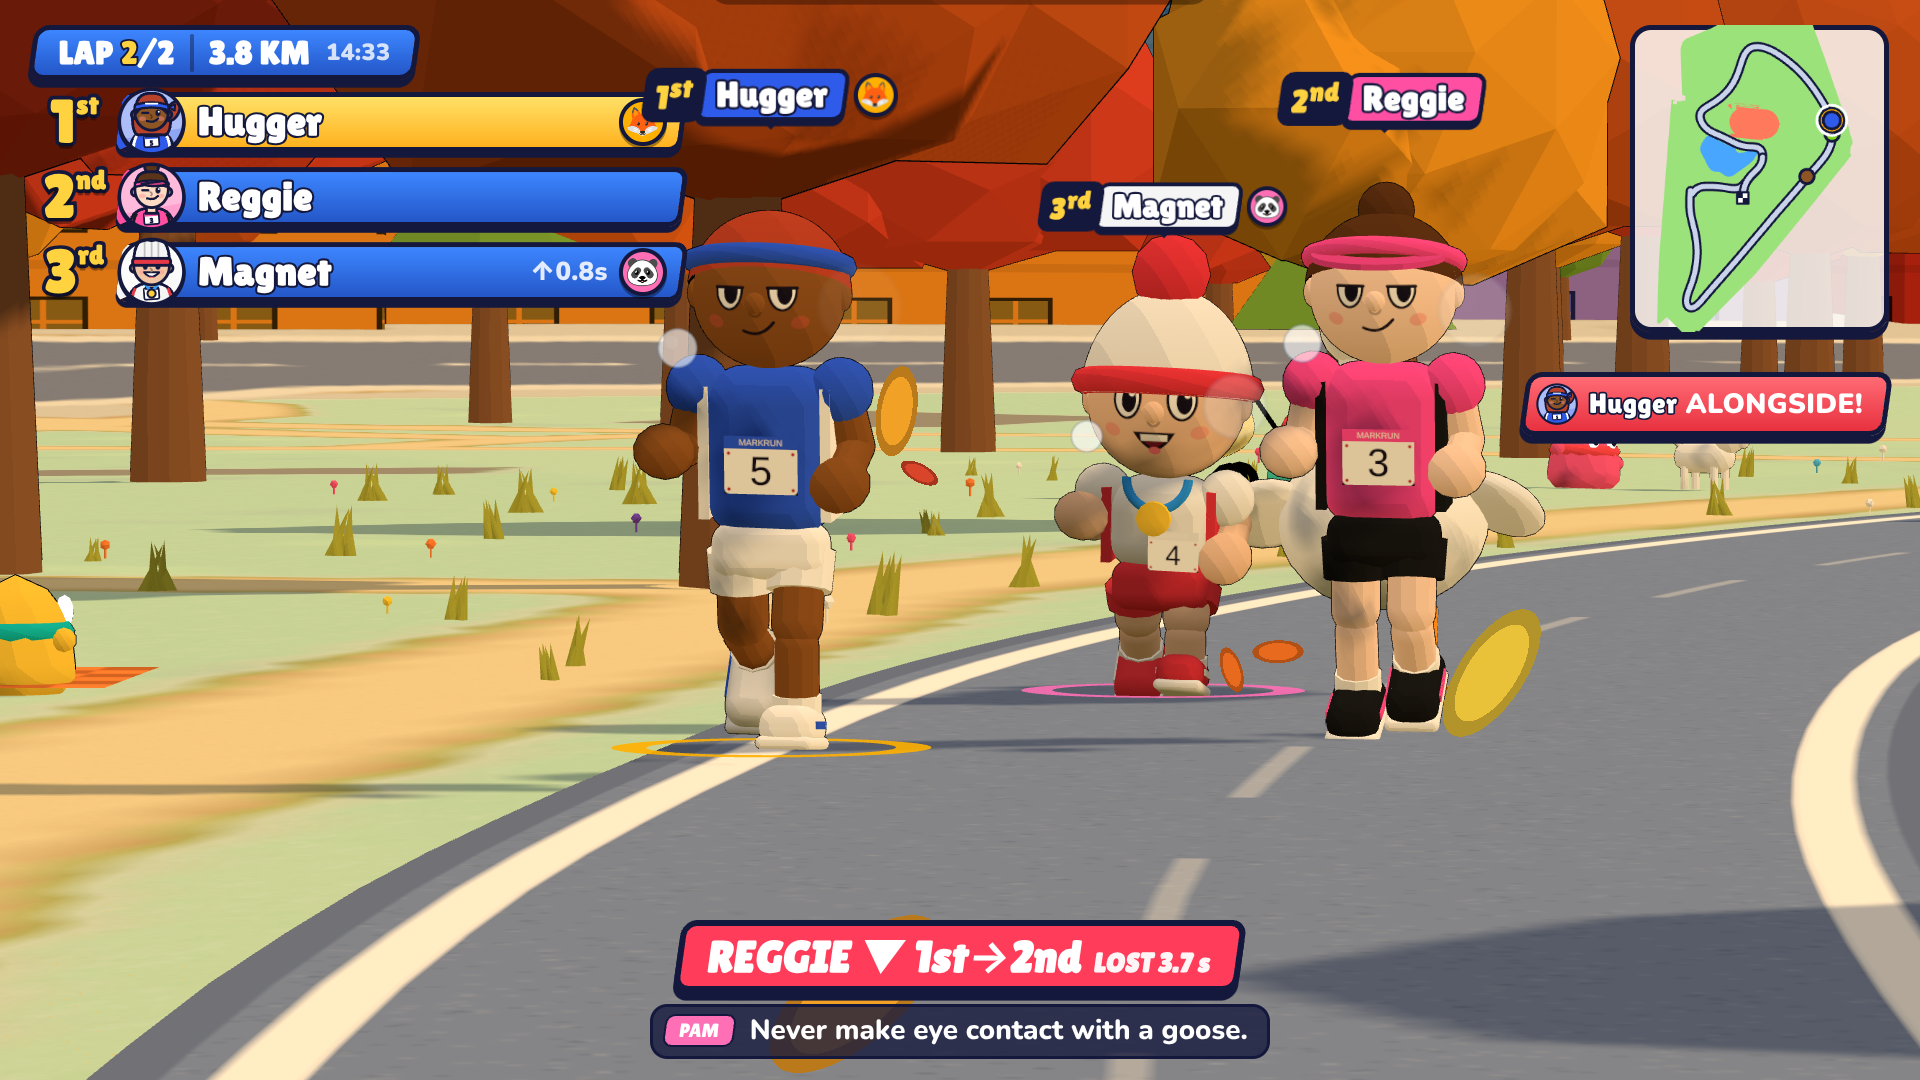 LAP 2/2 3.8 KM 14:33
1st Hugger
2nd Reggie
3rd Magnet ↑0.8s
1st Hugger
2nd Reggie
3rd Magnet
Hugger ALONGSIDE!
MARKRUN
5
MARKRUN
3
4
REGGIE ▼ 1st→2nd LOST 3.7 s
PAM Never make eye contact with a goose.